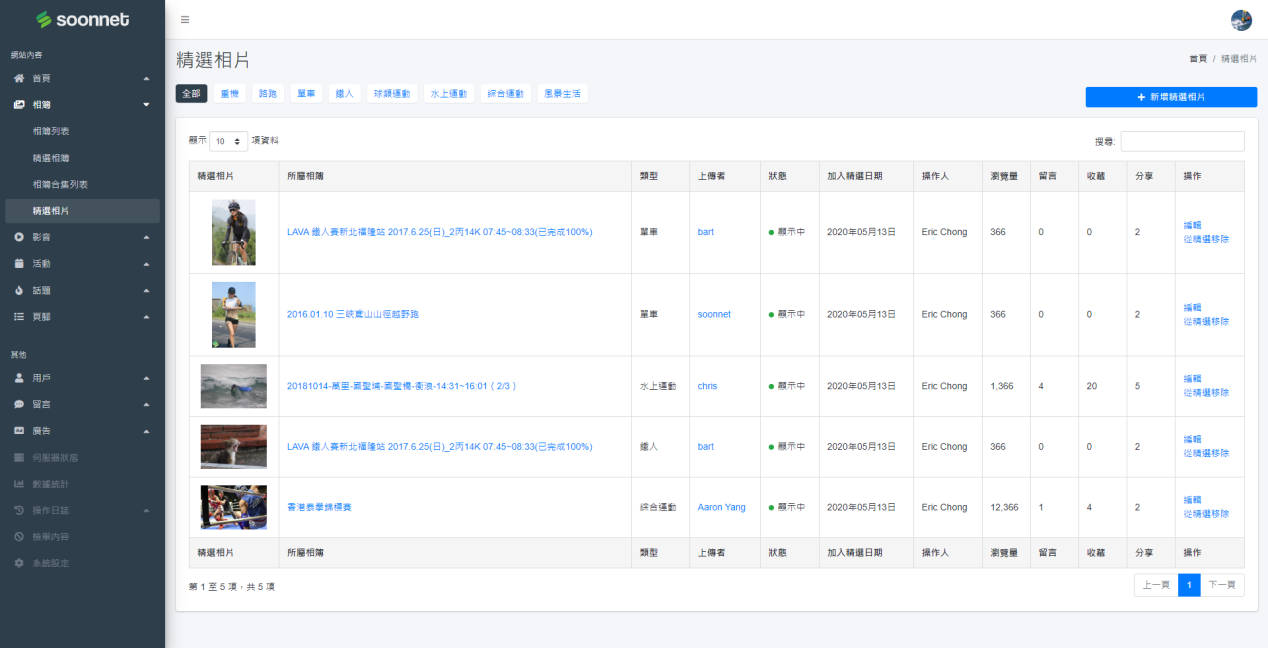 soonnet
網站內容
首頁
相簿
相簿列表
精選相簿
相簿合集列表
精選相片
影音
活動
話題
頁腳
其他
用戶
留言
廣告
伺服器狀態
數據統計
操作日誌
檢舉內容
系統設定
精選相片
首頁 / 精選相片
全部 重機 路跑 單車 鐵人 球類運動 水上運動 綜合運動 風景生活
新增精選相片
顯示 10 項資料
搜尋:
精選相片 所屬相簿 類型 上傳者 狀態 加入精選日期 操作人 瀏覽量 留言 收藏 分享 操作
LAVA 鐵人賽新北福隆站 2017.6.25(日)_2丙14K 07:45~08:33(已完成100%) 單車 bart 顯示中 2020年05月13日 Eric Chong 366 0 0 2 編輯
從精選移除
2016.01.10 三峽鳶山山徑越野跑 單車 soonnet 顯示中 2020年05月13日 Eric Chong 366 0 0 2 編輯
從精選移除
20181014-萬里-國聖埔-國聖橋-衝浪-14:31~16:01（2/3） 水上運動 chris 顯示中 2020年05月13日 Eric Chong 1,366 4 20 5 編輯
從精選移除
LAVA 鐵人賽新北福隆站 2017.6.25(日)_2丙14K 07:45~08:33(已完成100%) 鐵人 bart 顯示中 2020年05月13日 Eric Chong 366 0 0 2 編輯
從精選移除
香港泰拳錦標賽 綜合運動 Aaron Yang 顯示中 2020年05月13日 Eric Chong 12,366 1 4 2 編輯
從精選移除
精選相片 所屬相簿 類型 上傳者 狀態 加入精選日期 操作人 瀏覽量 留言 收藏 分享 操作
第 1 至 5 項，共 5 項
上一頁 1 下一頁